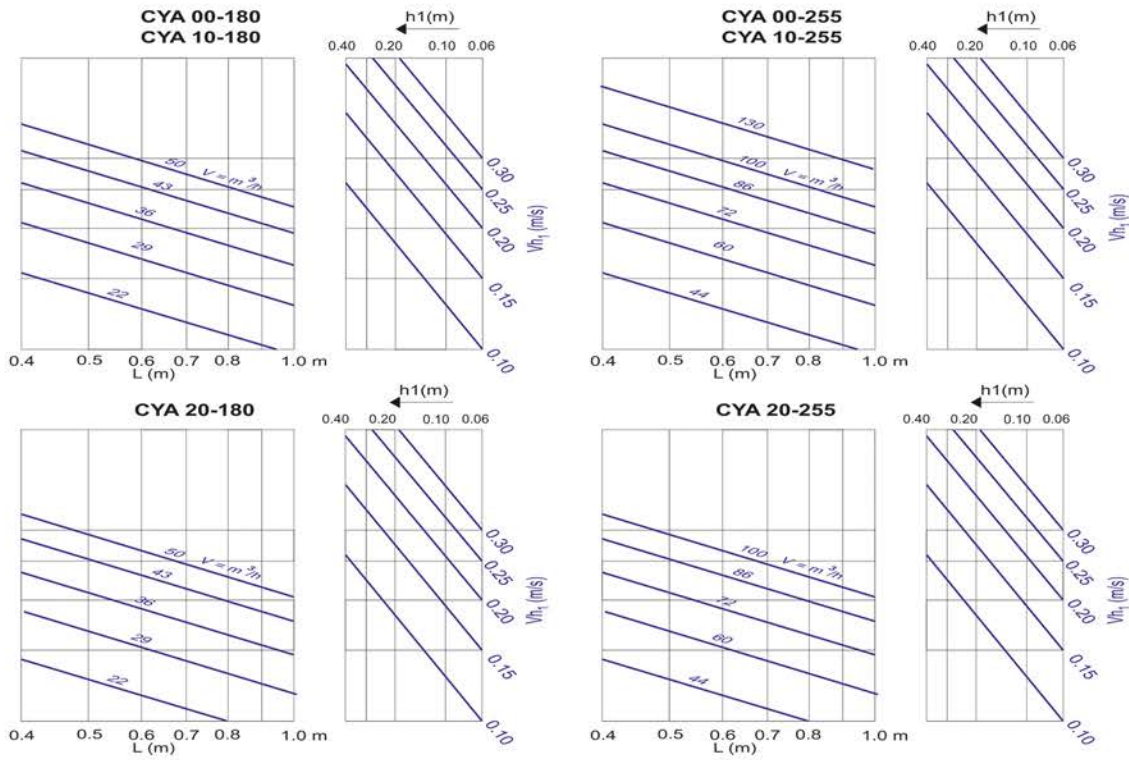 CYA 00-180
CYA 10-180
h1(m)
0.40 0.20 0.10 0.06
50
V = m³/h
43
36
29
22
0.30
0.25
0.20
0.15
0.10
Vh₁ (m/s)
0.4 0.5 0.6 0.7 0.8 1.0 m
L (m)
CYA 00-255
CYA 10-255
h1(m)
0.40 0.20 0.10 0.06
130
100
V = m³/h
86
72
60
44
0.30
0.25
0.20
0.15
0.10
Vh₁ (m/s)
0.4 0.5 0.6 0.7 0.8 1.0 m
L (m)
CYA 20-180
h1(m)
0.40 0.20 0.10 0.06
50
V = m³/h
43
36
29
22
0.30
0.25
0.20
0.15
0.10
Vh₁ (m/s)
0.4 0.5 0.6 0.7 0.8 1.0 m
L (m)
CYA 20-255
h1(m)
0.40 0.20 0.10 0.06
100
V = m³/h
86
72
60
44
0.30
0.25
0.20
0.15
0.10
Vh₁ (m/s)
0.4 0.5 0.6 0.7 0.8 1.0 m
L (m)